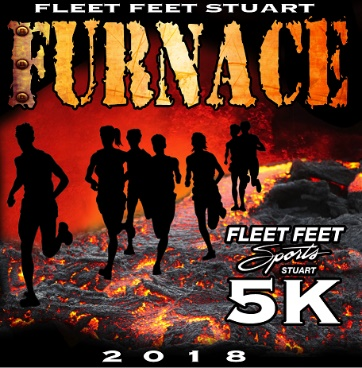 FLEET FEET STUART
FURNACE
FLEET FEET
Sports
STUART
5K
2018